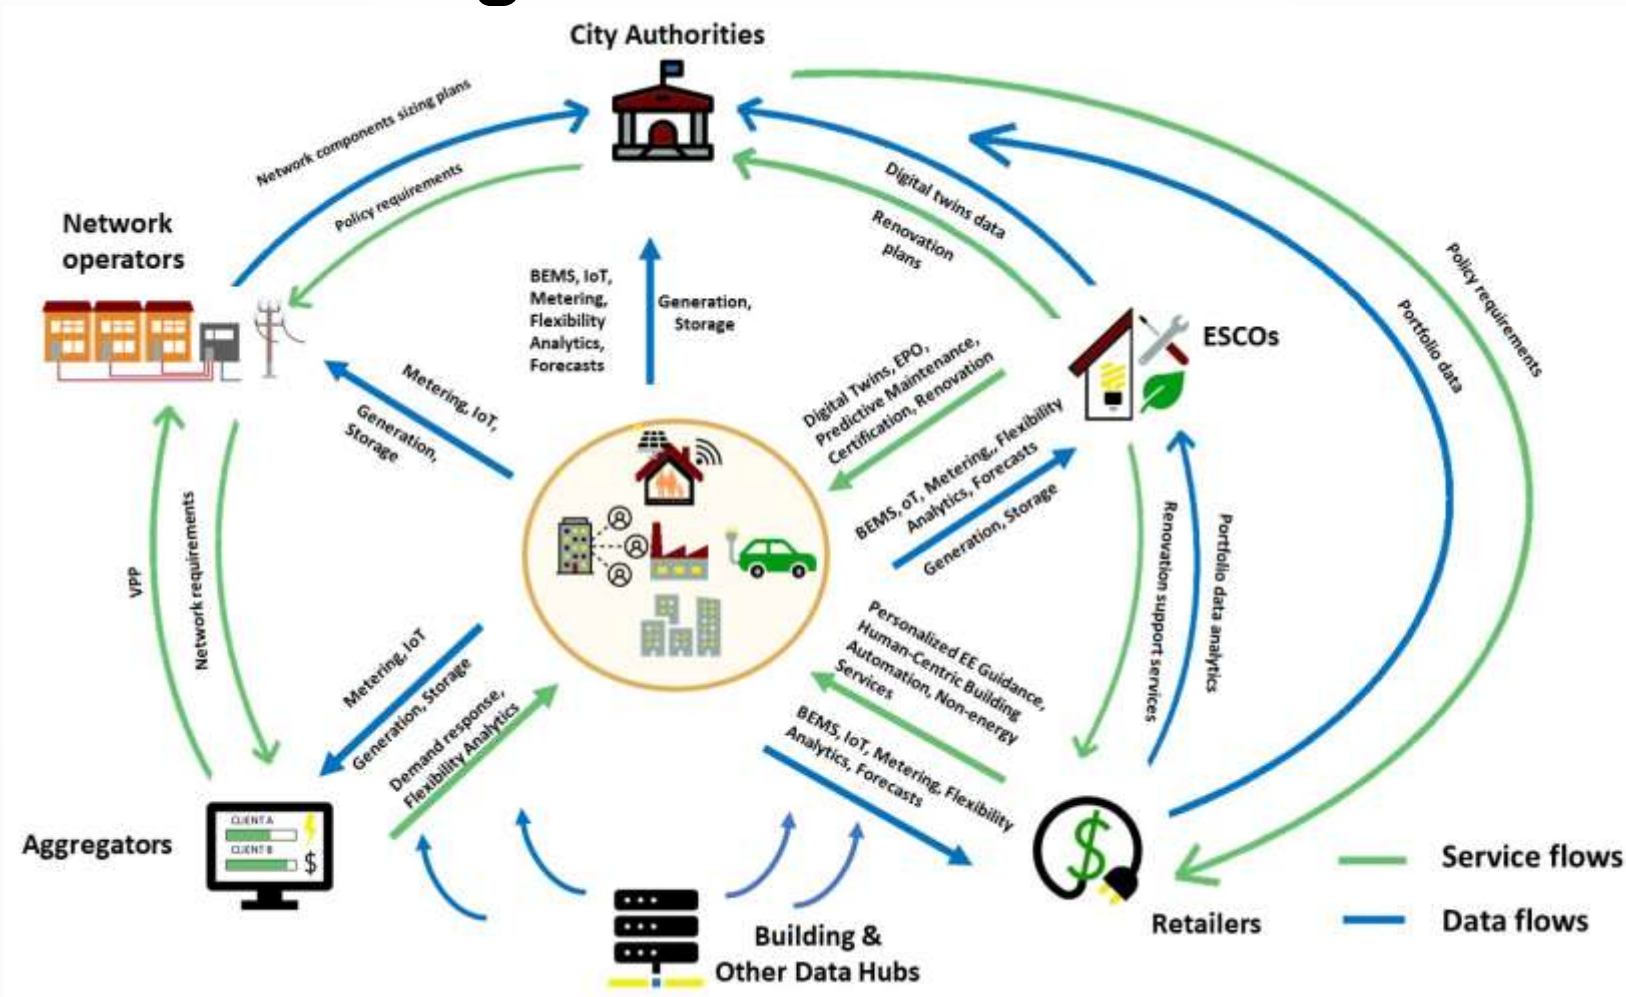 City Authorities
Network components sizing plans
Policy requirements
Digital twins data
Renovation
plans
Policy requirements
Portfolio data
Network
operators
BEMS, IoT,
Metering,
Flexibility
Analytics,
Forecasts
Generation,
Storage
ESCOs
Metering, IoT,
Generation,
Storage
Digital Twins, EPO,
Predictive Maintenance,
Certification, Renovation
BEMS, oT, Metering,, Flexibility
Analytics, Forecasts
Generation, Storage
VPP
Network requirements
Renovation support services
Portfolio data analytics
Metering, IoT
Generation, Storage
Demand response,
Flexibility Analytics
Personalized EE Guidance,
Human-Centric Building
Automation, Non-energy
Services
BEMS, IoT, Metering, Flexibility
Analytics, Forecasts
Aggregators
CLIENT A
CLIENT B
$
$
Building &
Other Data Hubs
Retailers
Service flows
Data flows